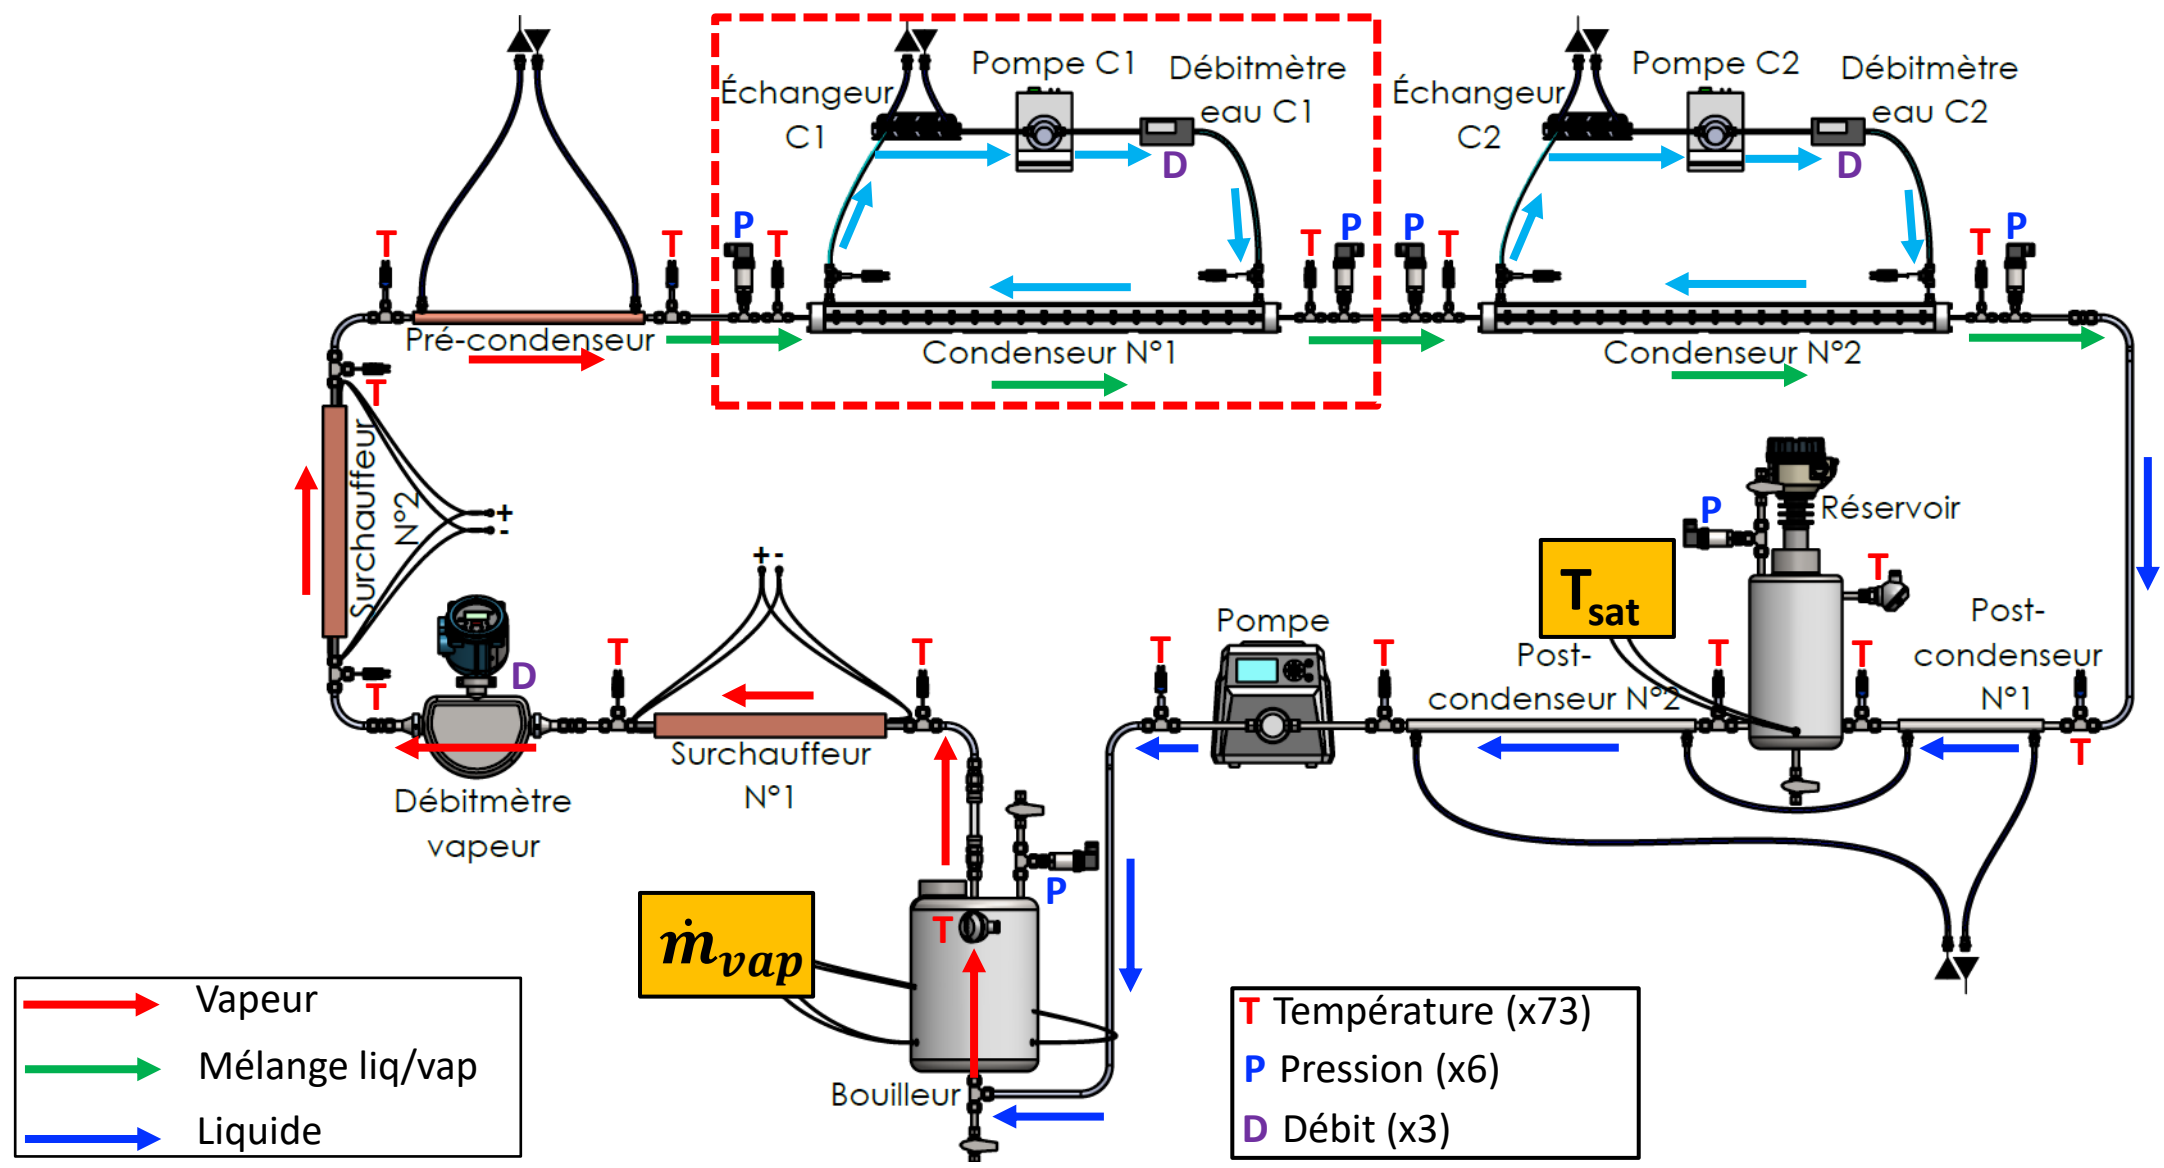 Pompe C1
Débitmètre
eau C1
Échangeur
C1
D
Pompe C2
Débitmètre
eau C2
Échangeur
C2
D
T
T
P
T
T
P
P
T
T
P
Pré-condenseur
Condenseur N°1
Condenseur N°2
T
Surchauffeur
N°2
+
-
T
D
Débitmètre
vapeur
+ -
T
T
Surchauffeur
N°1
T
Pompe
T
Post-
condenseur N°2
T
T_sat
P
Réservoir
T
T
Post-
condenseur
N°1
T
ṁ_vap
T
P
Bouilleur
Vapeur
Mélange liq/vap
Liquide
T Température (x73)
P Pression (x6)
D Débit (x3)